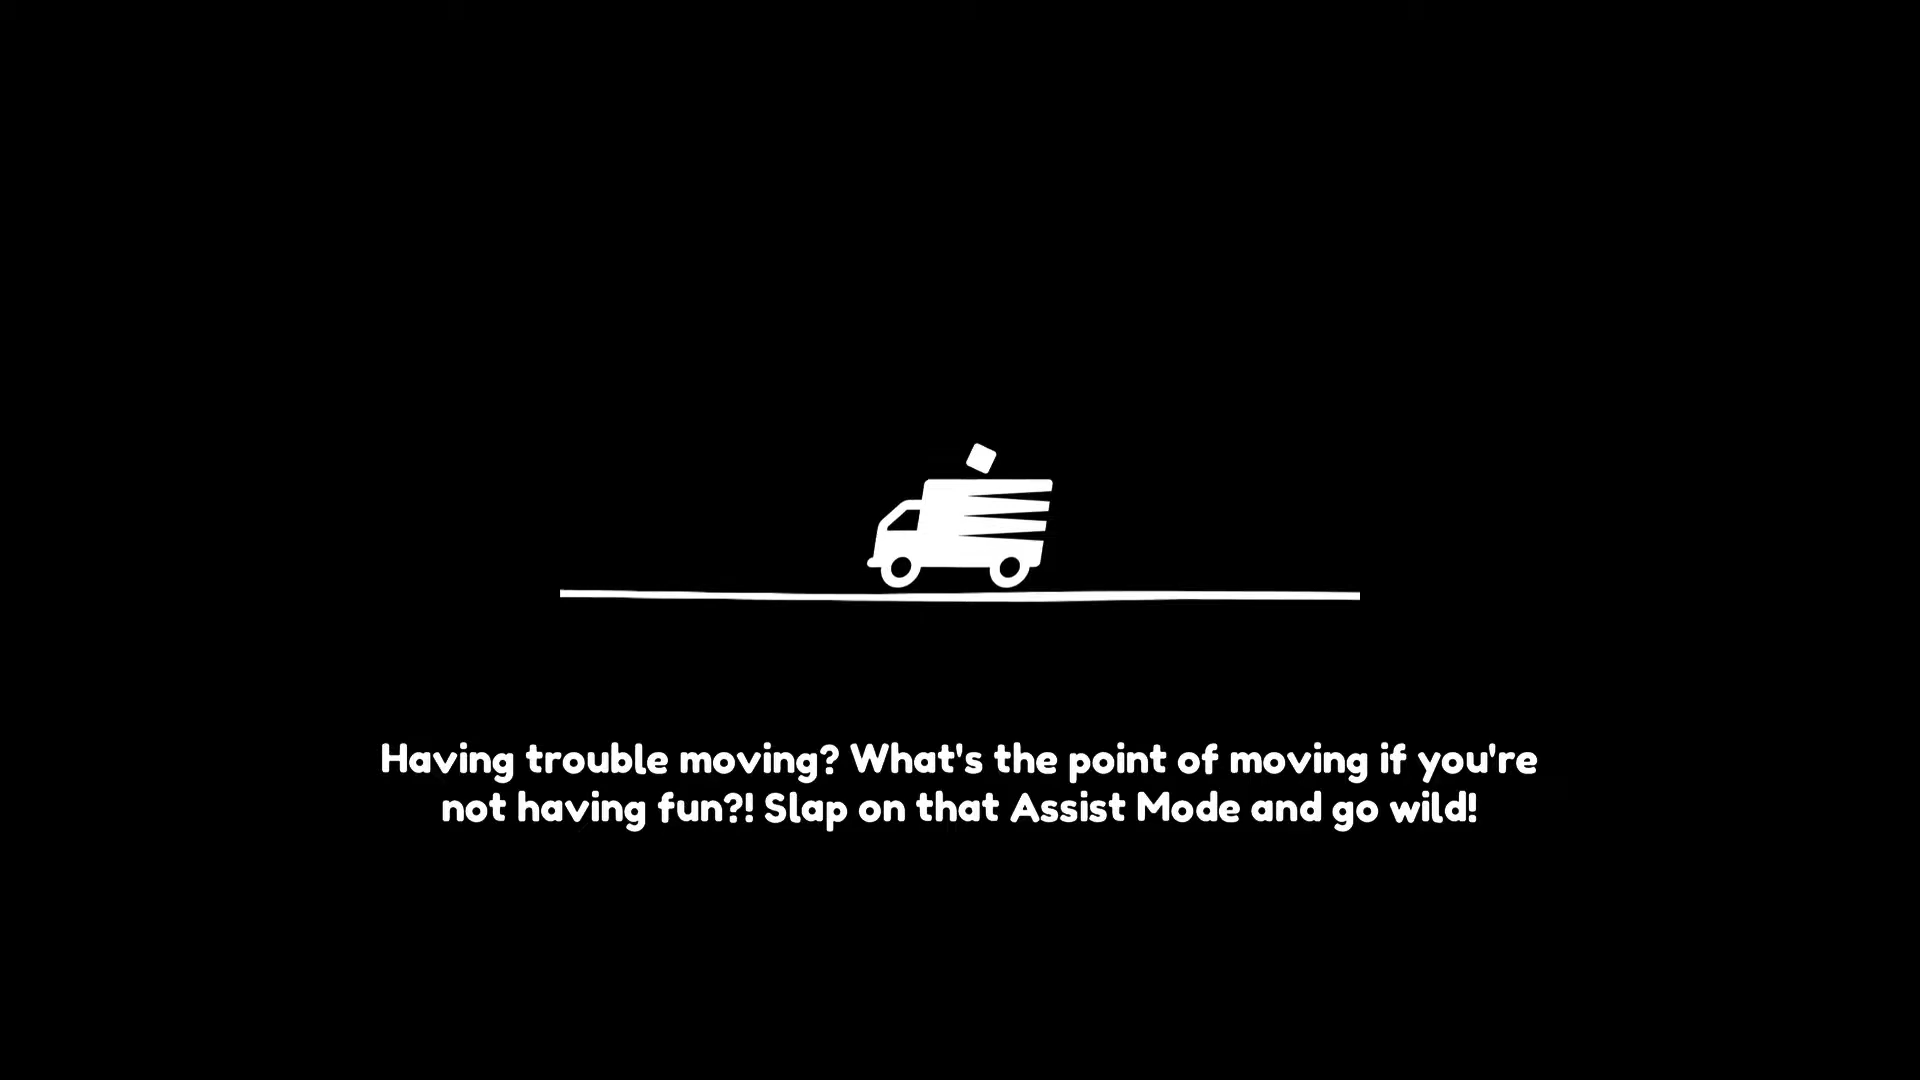 Having trouble moving? What's the point of moving if you're
not having fun?! Slap on that Assist Mode and go wild!